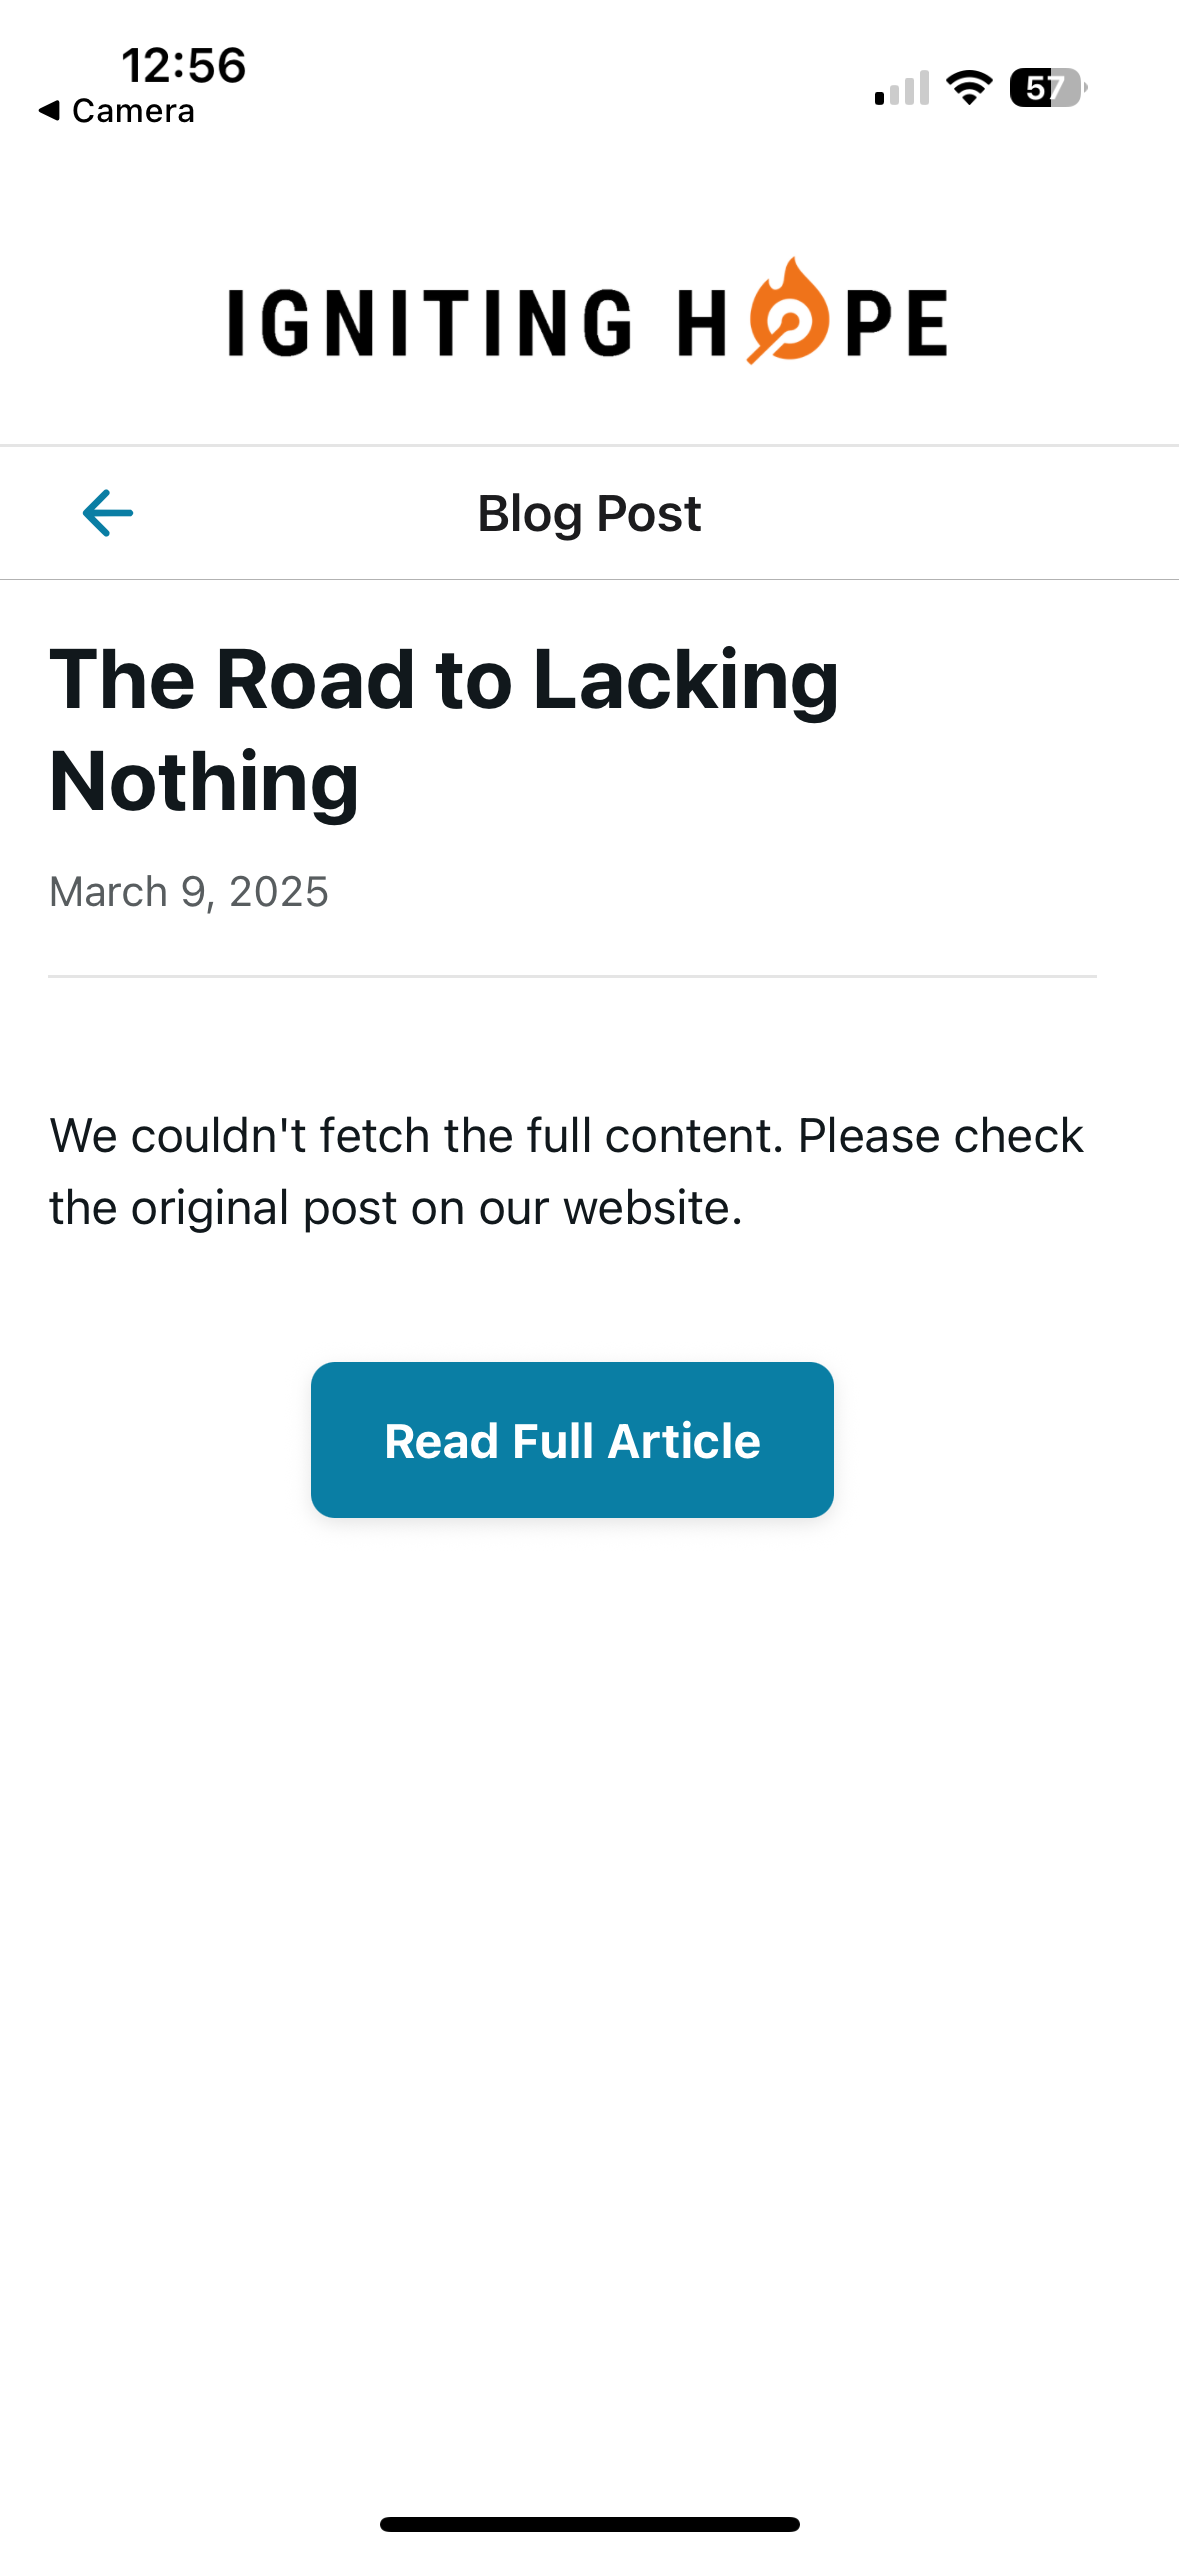 12:56
◀ Camera
57
IGNITING HOPE
Blog Post
The Road to Lacking
Nothing
March 9, 2025
We couldn't fetch the full content. Please check
the original post on our website.
Read Full Article